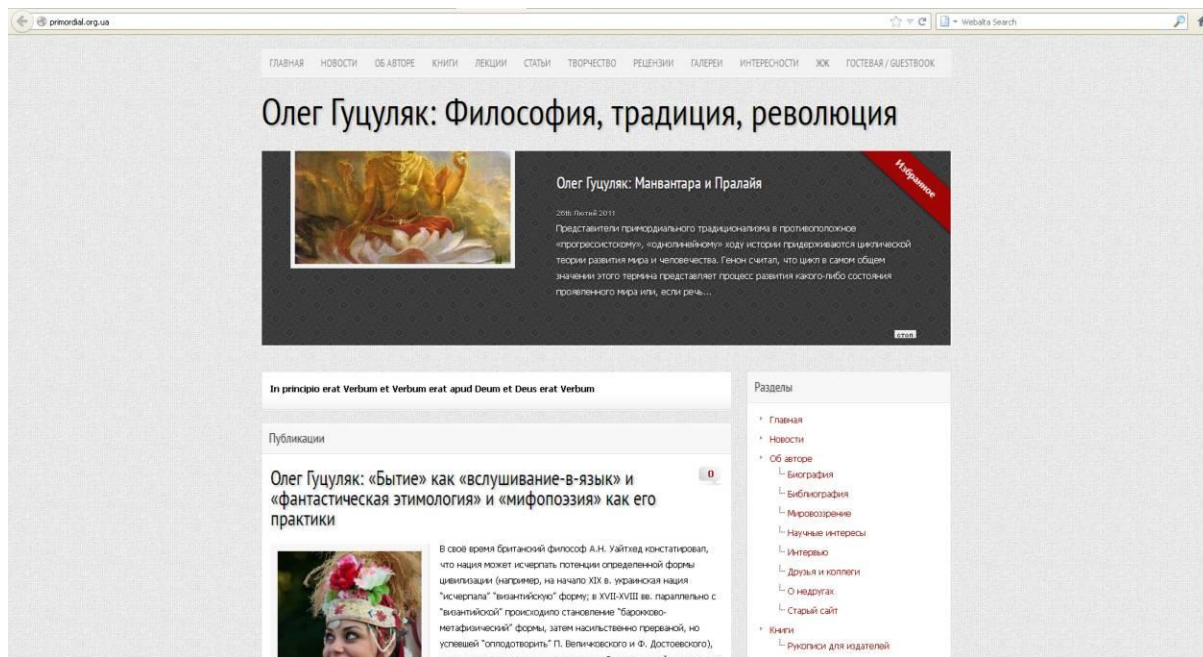 primordial.org.ua
Webalta Search
ГЛАВНАЯ НОВОСТИ ОБ АВТОРЕ КНИГИ ЛЕКЦИИ СТАТЬИ ТВОРЧЕСТВО РЕЦЕНЗИИ ГАЛЕРЕИ ИНТЕРЕСНОСТИ ЖЖ ГОСТЕВАЯ / GUESTBOOK
Олег Гуцуляк: Философия, традиция, революция
Избранное
Олег Гуцуляк: Манвантара и Пралайя
26th Лютий 2011
Представители примордиального традиционализма в противоположное
«прогрессистскому», «однолинейному» ходу истории придерживаются циклической
теории развития мира и человечества. Генон считал, что цикл в самом общем
значении этого термина представляет процесс развития какого-либо состояния
проявленного мира или, если речь...
стоп
In principio erat Verbum et Verbum erat apud Deum et Deus erat Verbum
Публикации
Олег Гуцуляк: «Бытие» как «вслушивание-в-язык» и
«фантастическая этимология» и «мифопоэзия» как его
практики
0
В своё время британский философ А.Н. Уайтхед констатировал,
что нация может исчерпать потенции определенной формы
цивилизации (например, на начало XIX в. украинская нация
"исчерпала" "византийскую" форму; в XVII-XVIII вв. параллельно с
"византийской" происходило становление "барокково-
метафизический" формы, затем насильственно прерваной, но
успевшей "оплодотворить" П. Величковского и Ф. Достоевского),
Разделы
Главная
Новости
Об авторе
Биография
Библиография
Мировоззрение
Научные интересы
Интервью
Друзья и коллеги
О недругах
Старый сайт
Книги
Рукописи для издателей